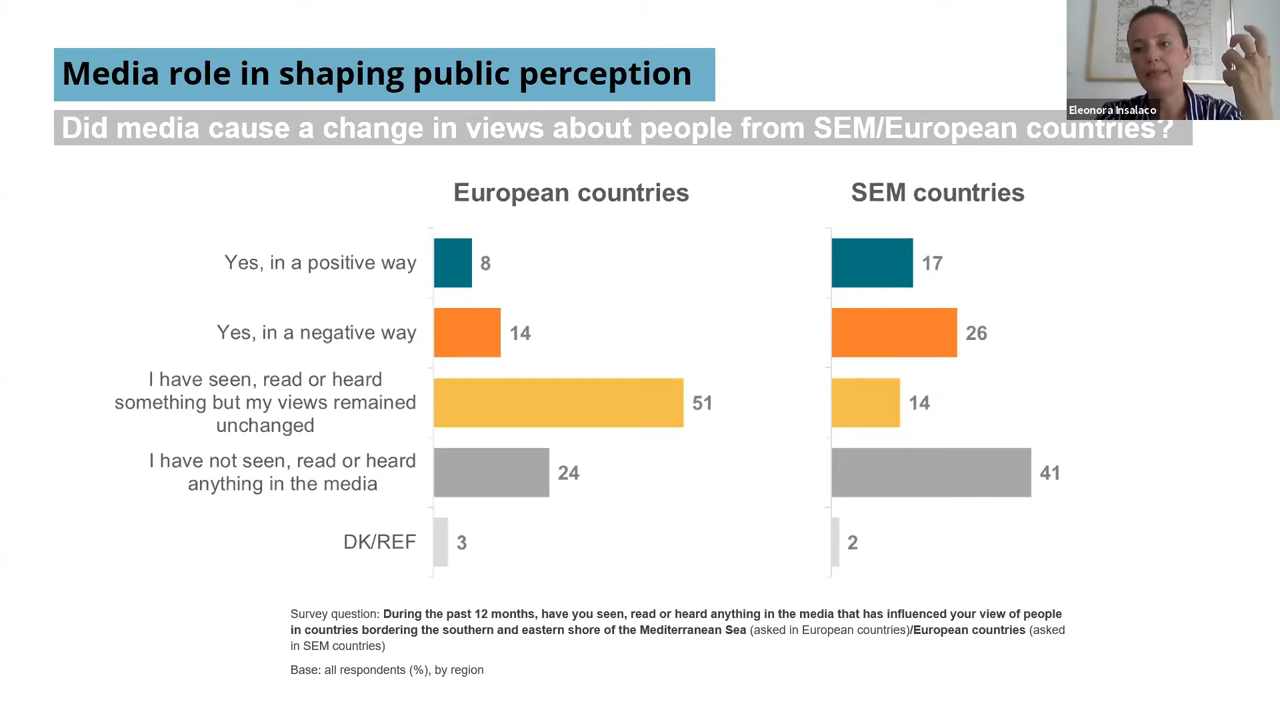 Media role in shaping public perception
Eleonora Insalaco
Did media cause a change in views about people from SEM/European countries?
European countries
SEM countries
Yes, in a positive way
8
17
Yes, in a negative way
14
26
I have seen, read or heard
something but my views remained
unchanged
51
14
I have not seen, read or heard
anything in the media
24
41
DK/REF
3
2
Survey question: During the past 12 months, have you seen, read or heard anything in the media that has influenced your view of people
in countries bordering the southern and eastern shore of the Mediterranean Sea (asked in European countries)/European countries (asked
in SEM countries)
Base: all respondents (%), by region